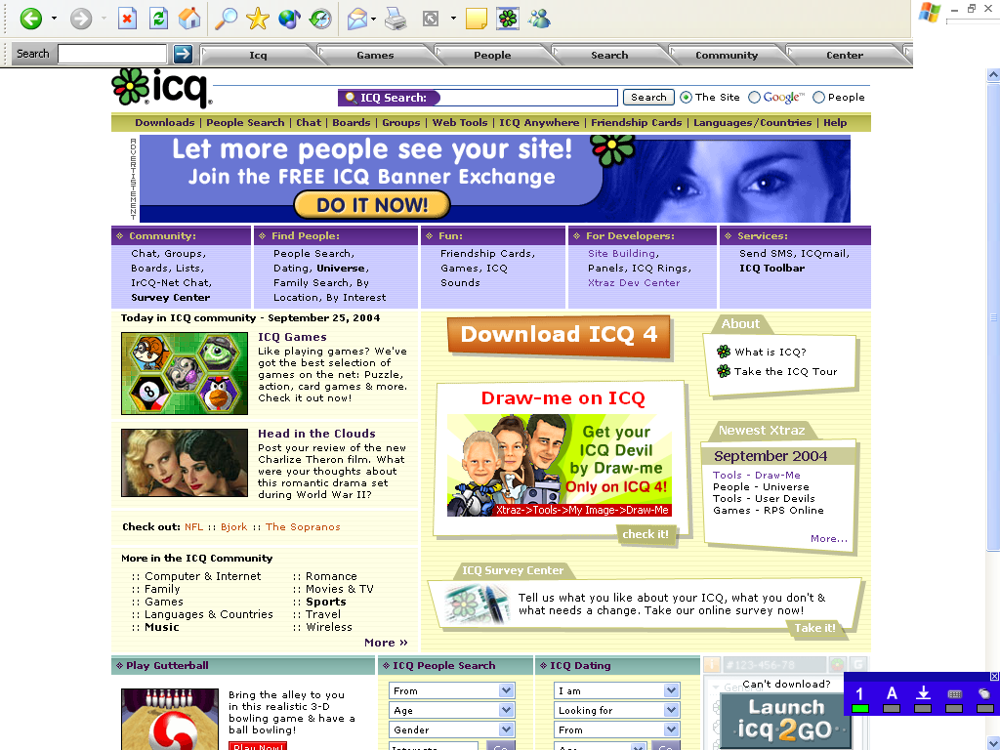 Search
Icq
Games
People
Search
Community
Center
icq
ICQ Search:
Search
The Site
Google
People
Downloads | People Search | Chat | Boards | Groups | Web Tools | ICQ Anywhere | Friendship Cards | Languages/Countries | Help
ADVERTISTEMENT
Let more people see your site!
Join the FREE ICQ Banner Exchange
DO IT NOW!
Community:
Chat, Groups,
Boards, Lists,
IrCQ-Net Chat,
Survey Center
Find People:
People Search,
Dating, Universe,
Family Search, By
Location, By Interest
Fun:
Friendship Cards,
Games, ICQ
Sounds
For Developers:
Site Building,
Panels, ICQ Rings,
Xtraz Dev Center
Services:
Send SMS, ICQmail,
ICQ Toolbar
Today in ICQ community - September 25, 2004
ICQ Games
Like playing games? We've
got the best selection of
games on the net: Puzzle,
action, card games & more.
Check it out now!
8
Head in the Clouds
Post your review of the new
Charlize Theron film. What
were your thoughts about
this romantic drama set
during World War II?
Check out: NFL :: Bjork :: The Sopranos
More in the ICQ Community
:: Computer & Internet
:: Family
:: Games
:: Languages & Countries
:: Music
:: Romance
:: Movies & TV
:: Sports
:: Travel
:: Wireless
More »
Download ICQ 4
Draw-me on ICQ
Get your
ICQ Devil
by Draw-me
Only on ICQ 4!
Xtraz->Tools->My Image->Draw-Me
check it!
About
What is ICQ?
Take the ICQ Tour
Newest Xtraz
September 2004
Tools - Draw-Me
People - Universe
Tools - User Devils
Games - RPS Online
More...
ICQ Survey Center
Tell us what you like about your ICQ, what you don't &
what needs a change. Take our online survey now!
Take it!
Play Gutterball
Bring the alley to you
in this realistic 3-D
bowling game & have a
ball bowling!
Play Now!
ICQ People Search
From
Age
Gender
Interests
Go
ICQ Dating
I am
Looking for
From
Age
Go
#123-456-78
G
Can't download?
Launch
icq2GO
1
A